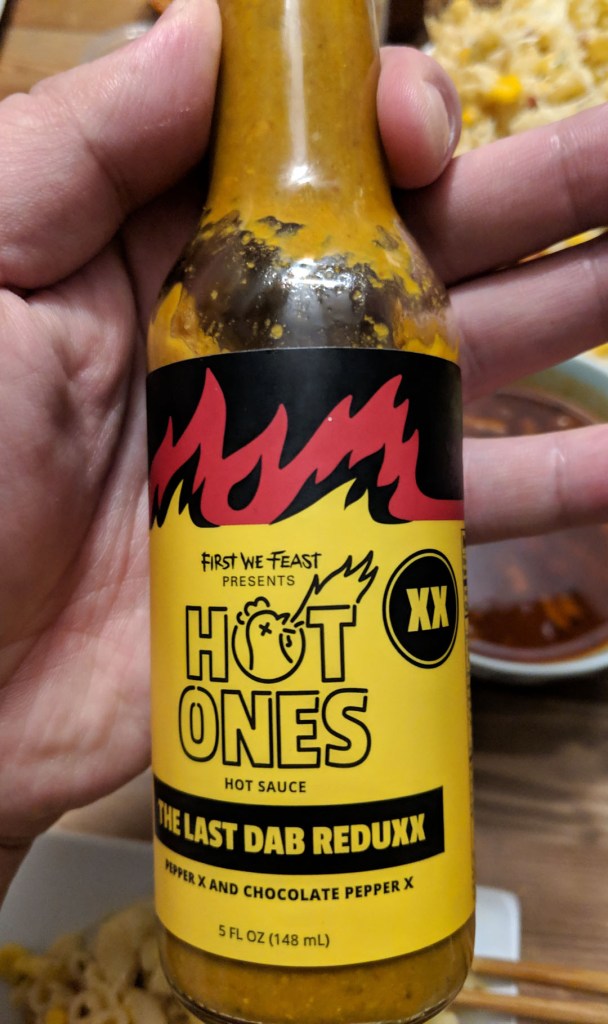 FIRST WE FEAST
PRESENTS
HOT
ONES
XX
HOT SAUCE
THE LAST DAB REDUXX
PEPPER X AND CHOCOLATE PEPPER X
5 FL OZ (148 mL)